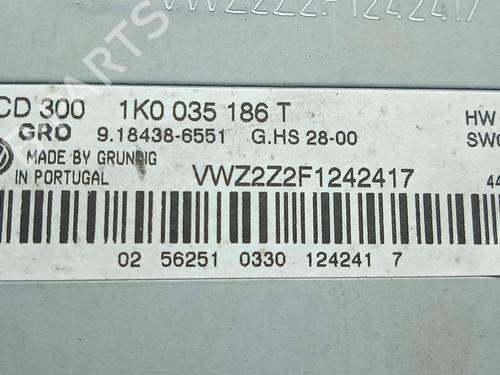 VWZ2Z2F1242417
PARTS
CD 300 1K0 035 186 T HW
GRO 9.18438-6551 G.HS 28-00 SW
MADE BY GRUNDIG
IN PORTUGAL VWZ2Z2F1242417 44
02 56251 0330 124241 7